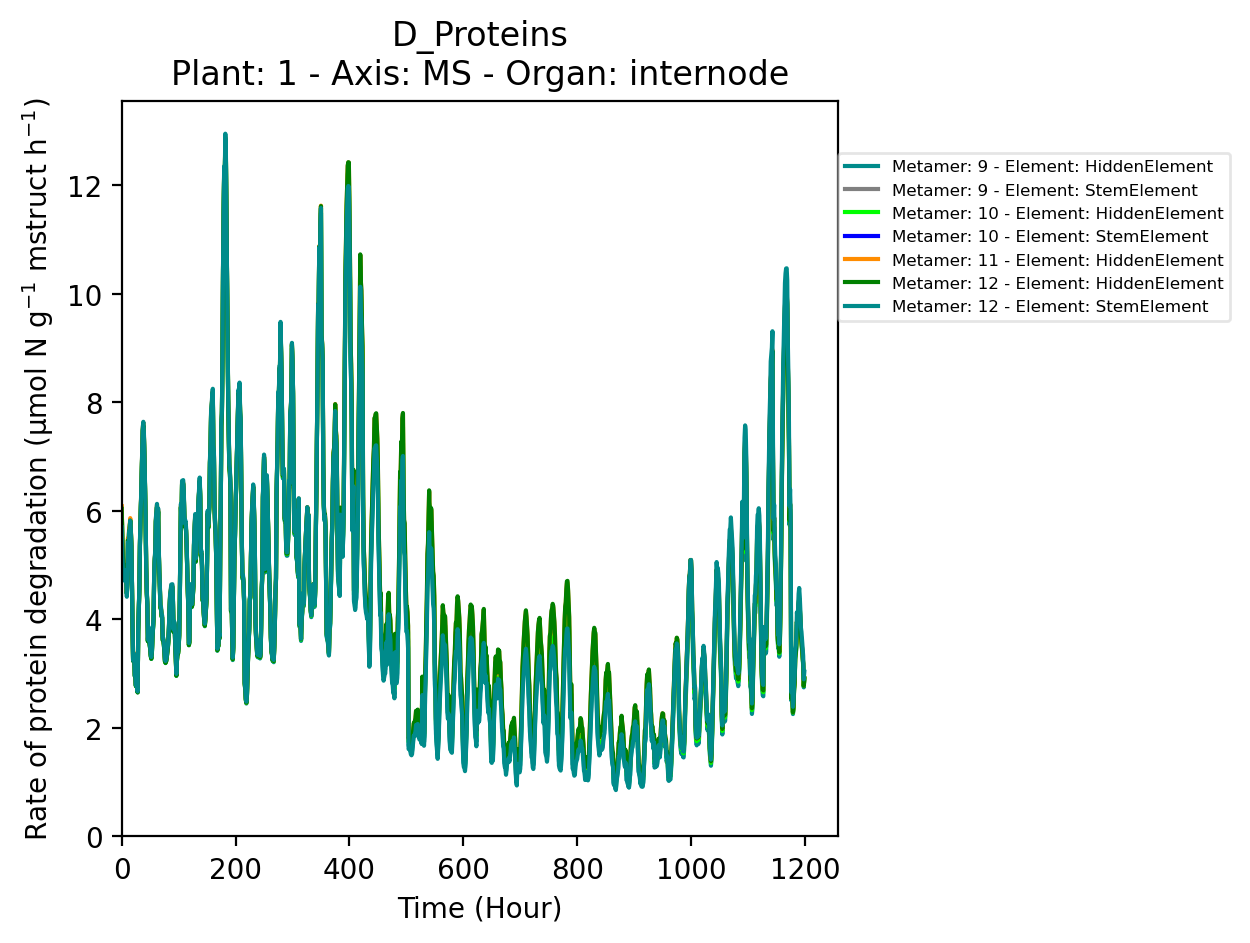 D_Proteins
Plant: 1 - Axis: MS - Organ: internode
Rate of protein degradation (µmol N g⁻¹ mstruct h⁻¹)
12
10
8
6
4
2
0
0 200 400 600 800 1000 1200
Time (Hour)
Metamer: 9 - Element: HiddenElement
Metamer: 9 - Element: StemElement
Metamer: 10 - Element: HiddenElement
Metamer: 10 - Element: StemElement
Metamer: 11 - Element: HiddenElement
Metamer: 12 - Element: HiddenElement
Metamer: 12 - Element: StemElement